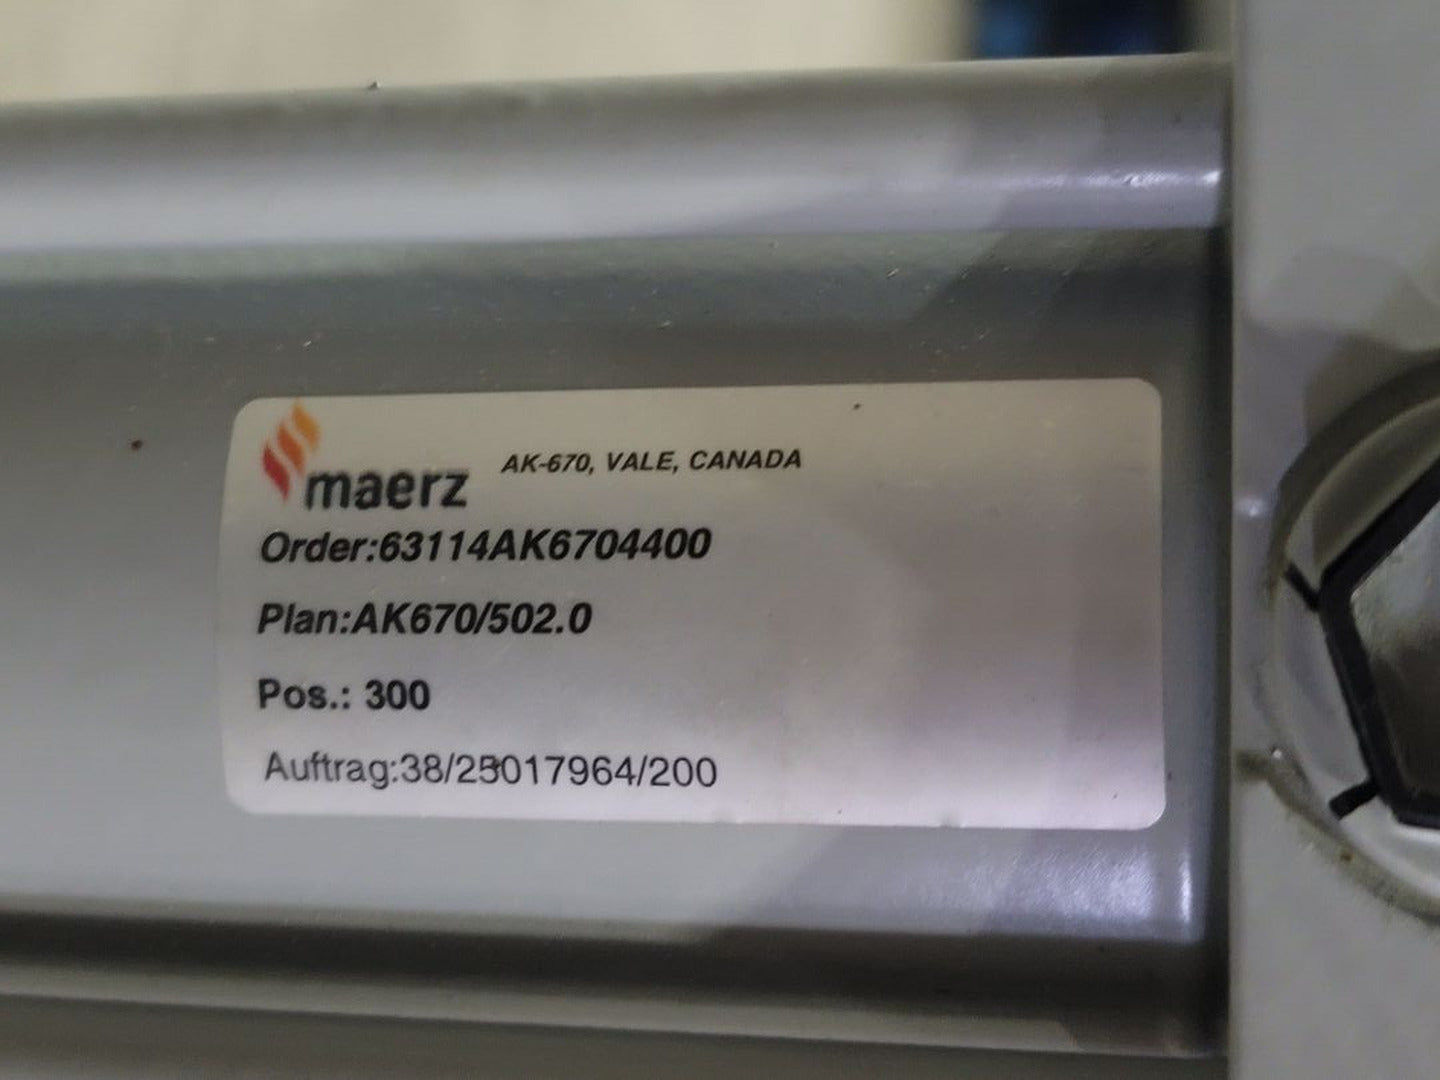 maerz
AK-670, VALE, CANADA
Order:63114AK6704400
Plan:AK670/502.0
Pos.: 300
Auftrag:38/25017964/200